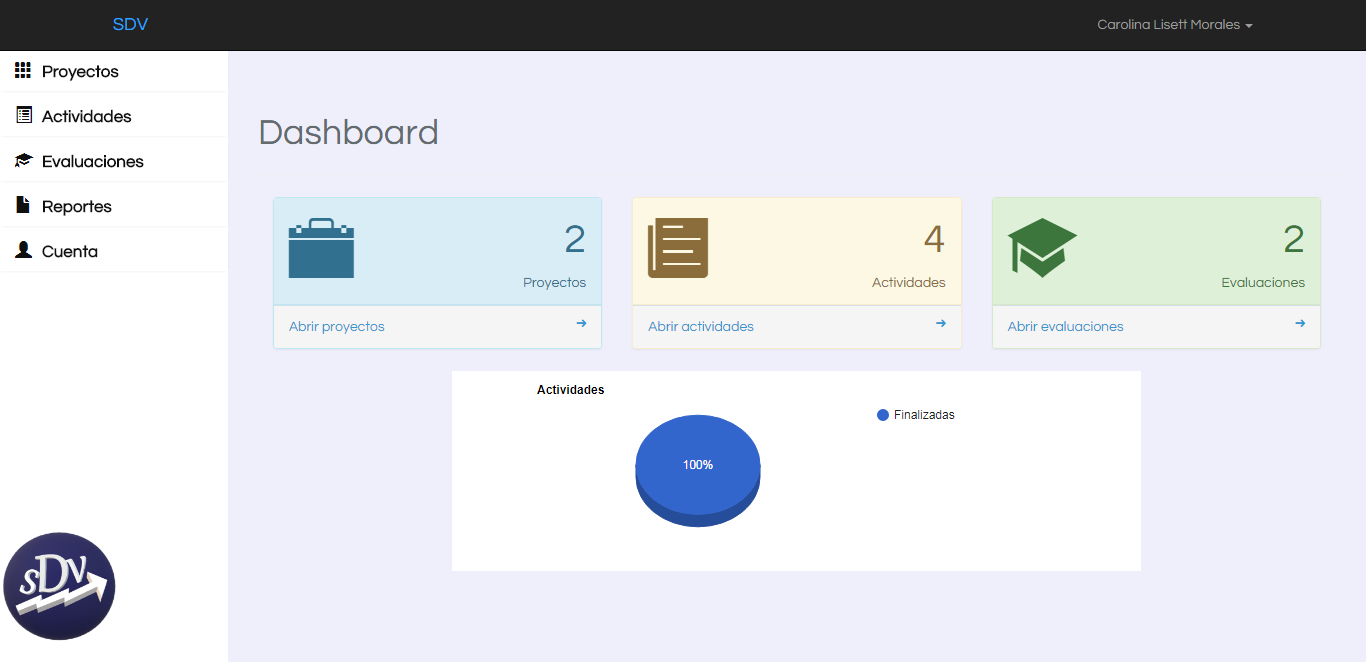 SDV
Carolina Lisett Morales
Proyectos
Actividades
Evaluaciones
Reportes
Cuenta
Dashboard
2
Proyectos
Abrir proyectos
4
Actividades
Abrir actividades
2
Evaluaciones
Abrir evaluaciones
Actividades
Finalizadas
100%
sDV